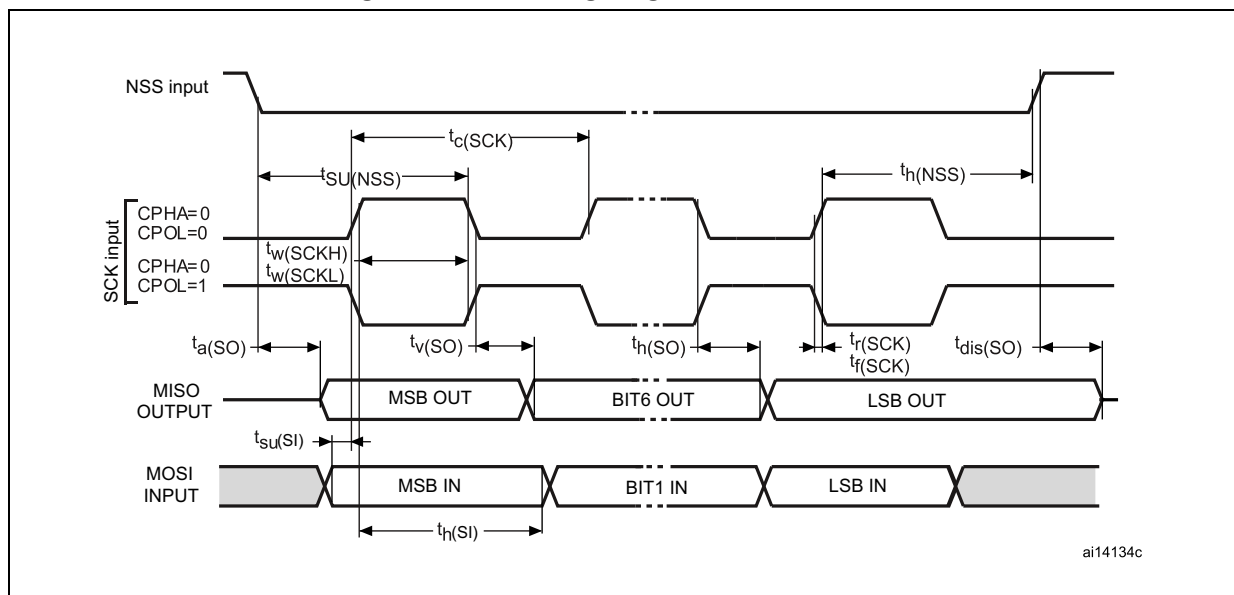 NSS input
tc(SCK)
tSU(NSS)
th(NSS)
SCK input
CPHA=0
CPOL=0
tw(SCKH)
CPHA=0
tw(SCKL)
CPOL=1
ta(SO)
tv(SO)
th(SO)
tr(SCK)
tf(SCK)
tdis(SO)
MISO
OUTPUT
MSB OUT
BIT6 OUT
LSB OUT
tsu(SI)
MOSI
INPUT
MSB IN
BIT1 IN
LSB IN
th(SI)
ai14134c